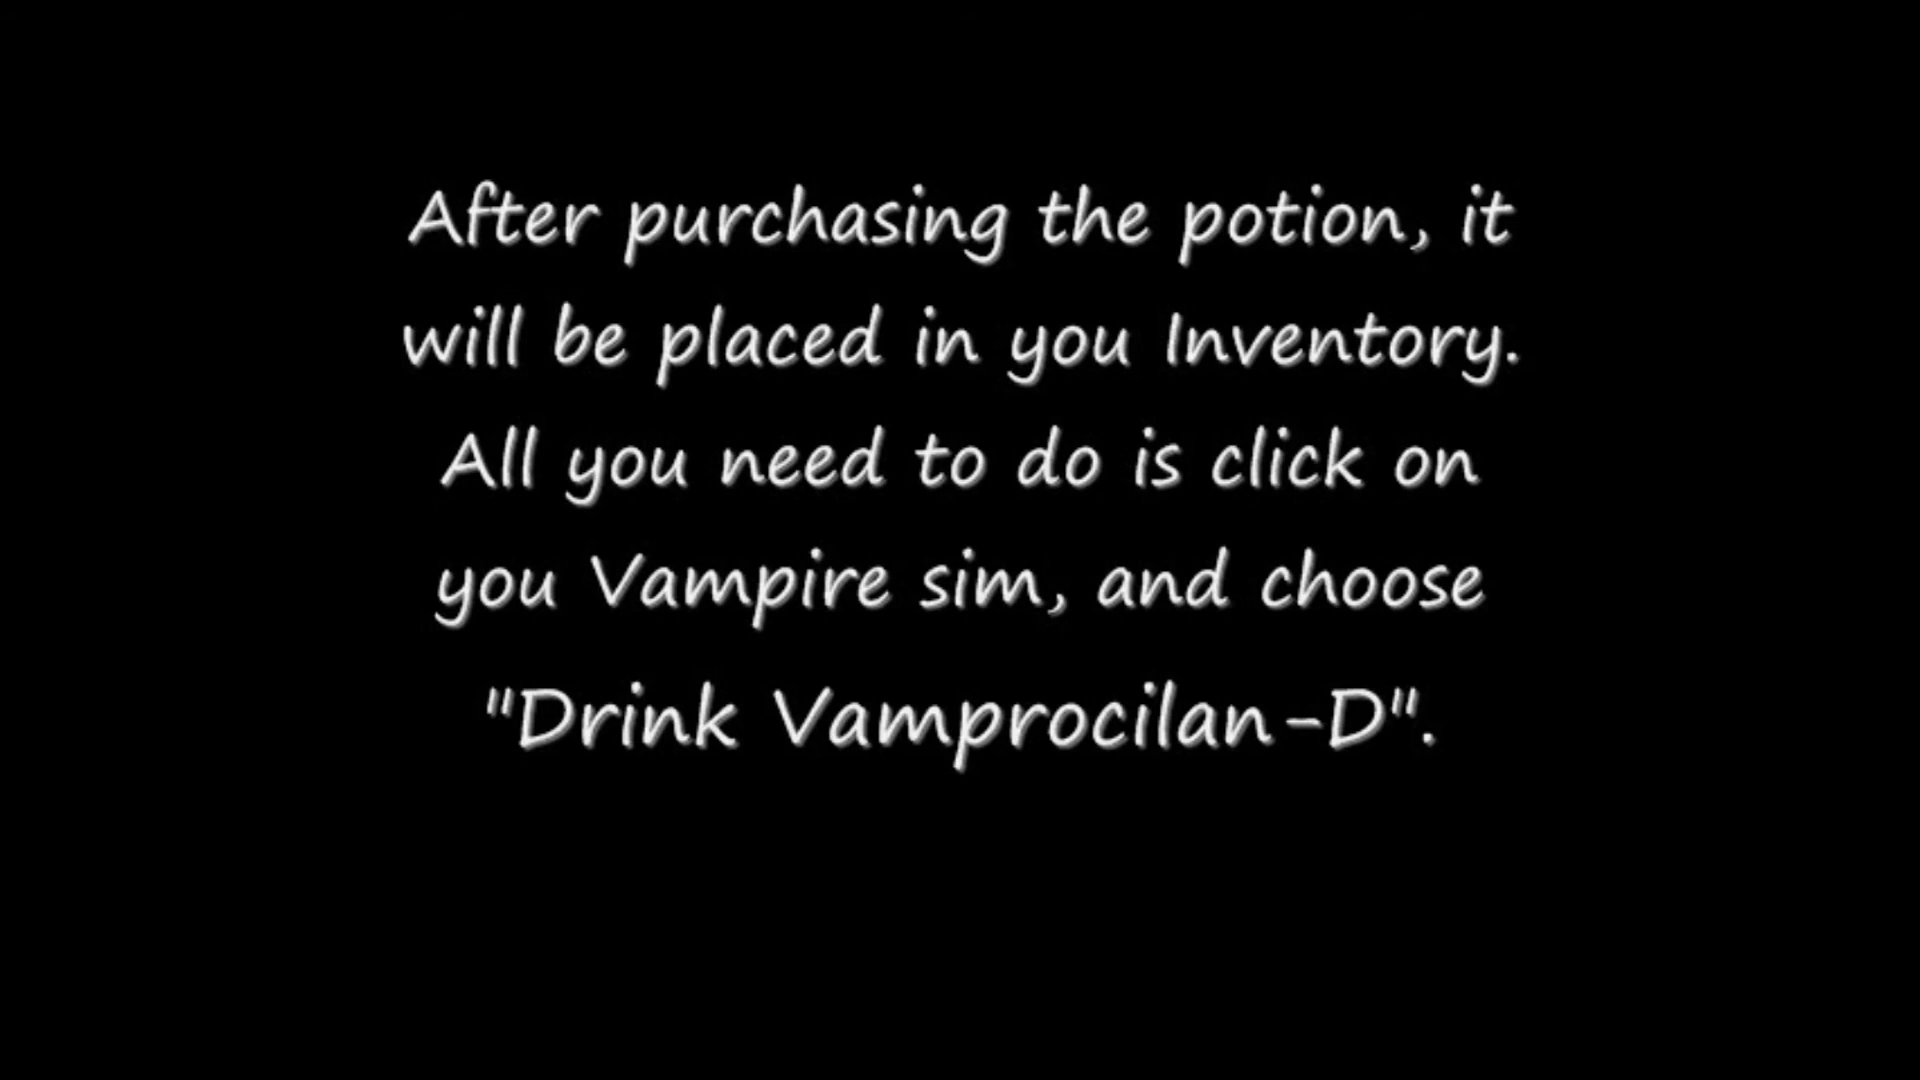 After purchasing the potion, it
will be placed in you Inventory.
All you need to do is click on
you Vampire sim, and choose
"Drink Vamprocilan-D".